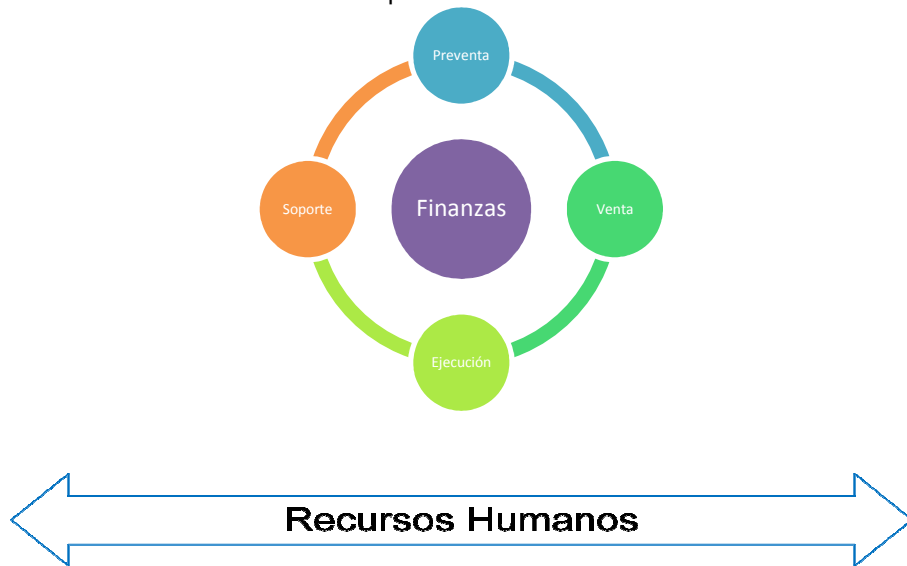 Preventa
Soporte
Finanzas
Venta
Ejecución
Recursos Humanos